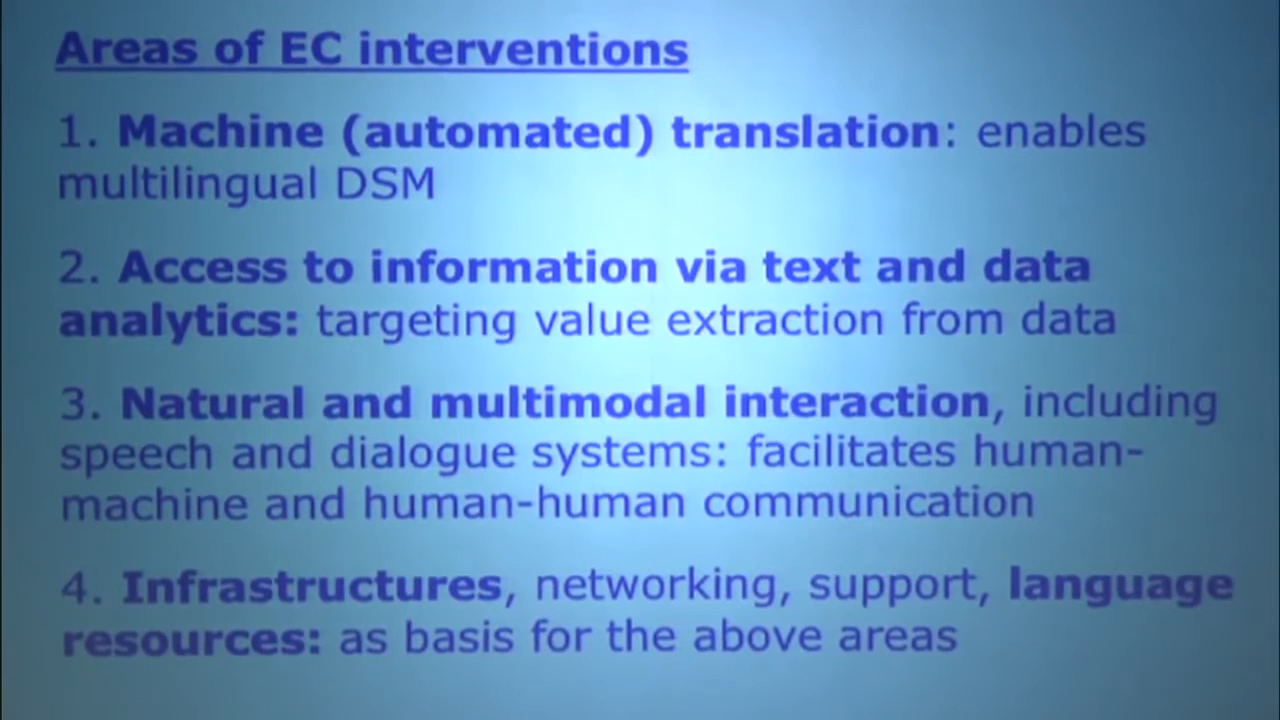 Areas of EC interventions
1. Machine (automated) translation: enables
multilingual DSM
2. Access to information via text and data
analytics: targeting value extraction from data
3. Natural and multimodal interaction, including
speech and dialogue systems: facilitates human-
machine and human-human communication
4. Infrastructures, networking, support, language
resources: as basis for the above areas